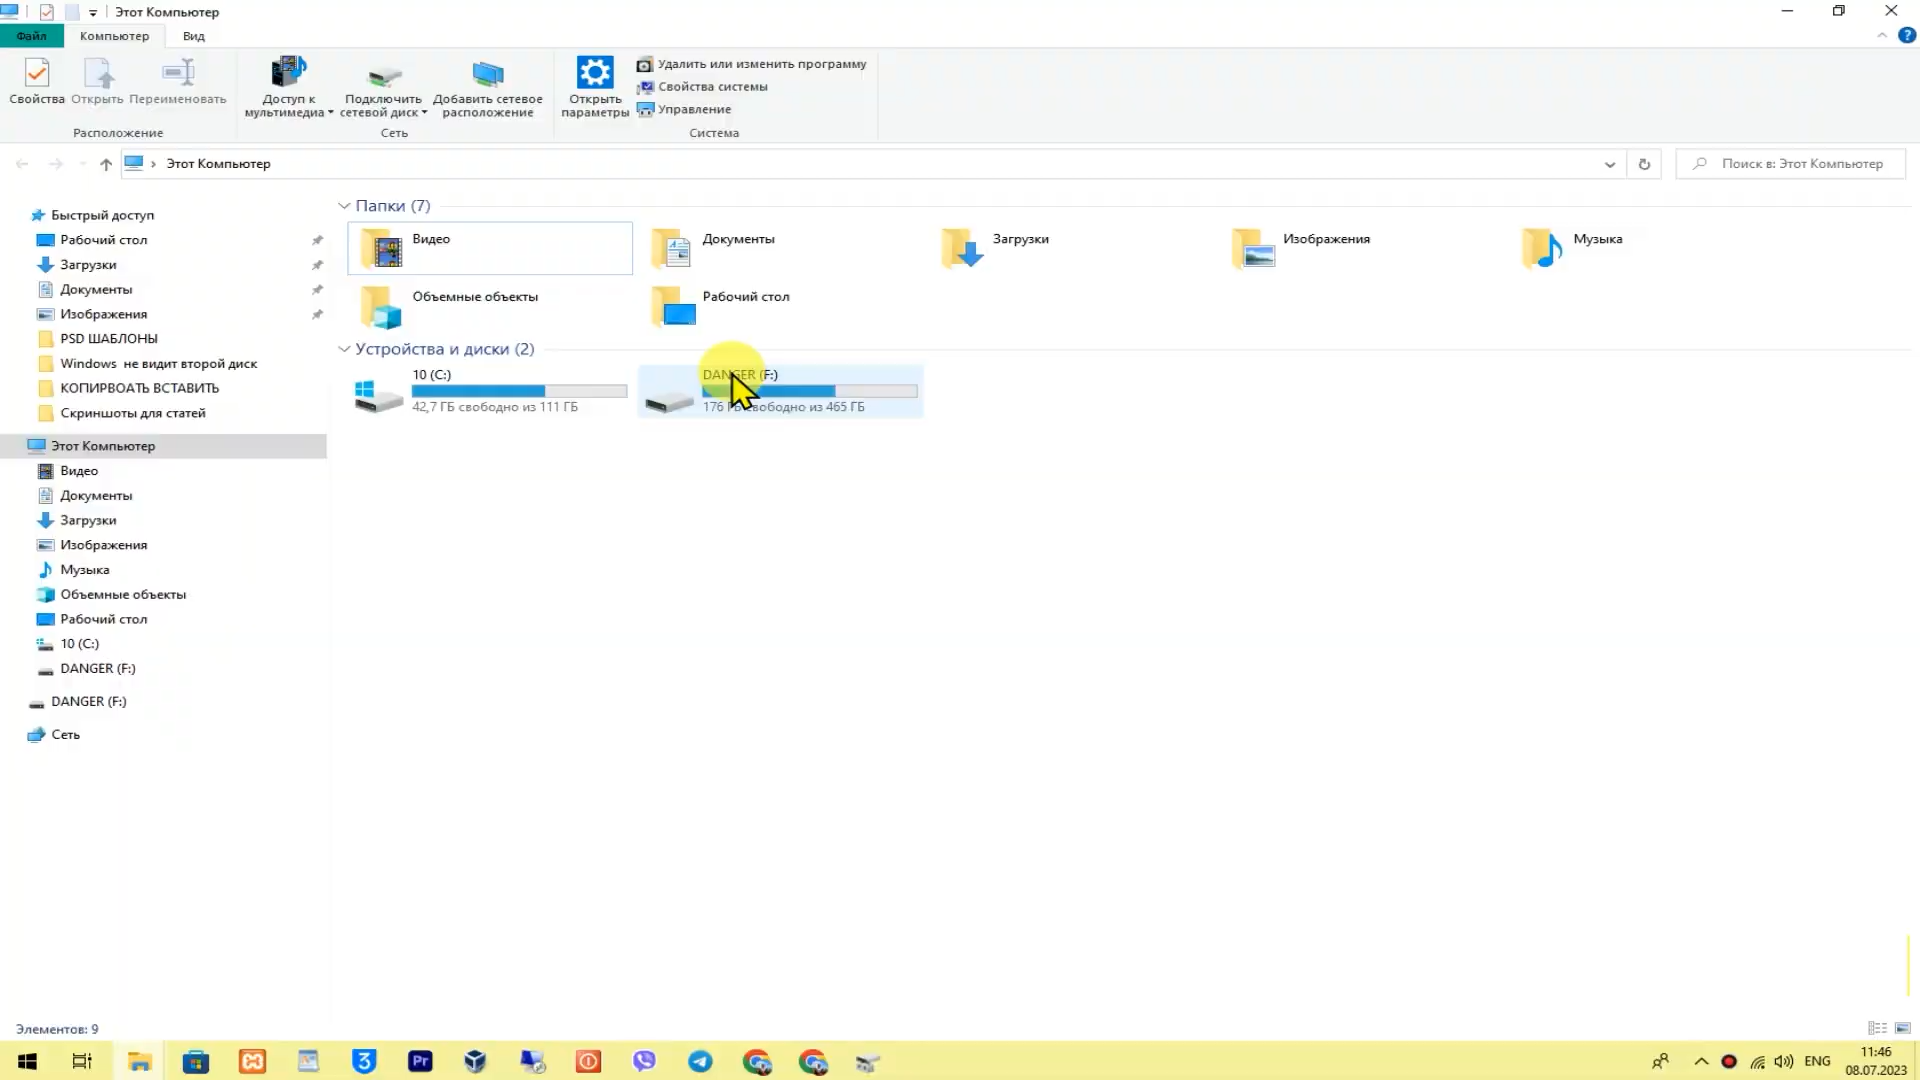 Этот Компьютер
Файл
Компьютер
Вид
Свойства
Открыть
Переименовать
Расположение
Доступ к мультимедиа
Подключить сетевой диск
Добавить сетевое расположение
Сеть
Открыть параметры
Удалить или изменить программу
Свойства системы
Управление
Система
Этот Компьютер
Поиск в: Этот Компьютер
Быстрый доступ
Рабочий стол
Загрузки
Документы
Изображения
PSD ШАБЛОНЫ
Windows не видит второй диск
КОПИРВОАТЬ ВСТАВИТЬ
Скриншоты для статей
Этот Компьютер
Видео
Документы
Загрузки
Изображения
Музыка
Объемные объекты
Рабочий стол
10 (C:)
DANGER (F:)
DANGER (F:)
Сеть
Папки (7)
Видео
Документы
Загрузки
Изображения
Музыка
Объемные объекты
Рабочий стол
Устройства и диски (2)
10 (C:)
42,7 ГБ свободно из 111 ГБ
DANGER (F:)
176 ГБ свободно из 465 ГБ
Элементов: 9
3
Pr
ENG
11:46
08.07.2023